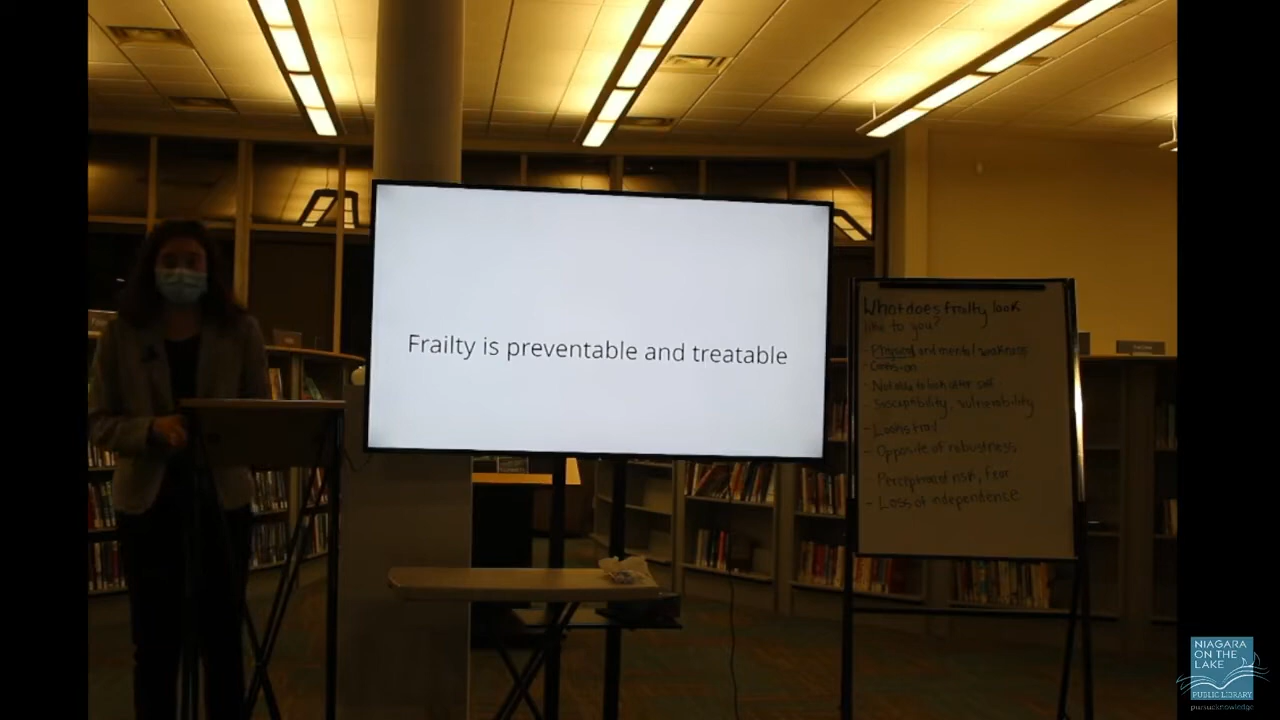 Frailty is preventable and treatable
What does frailty look
like to you?
- Physical and mental weakness
- Confusion
- Not able to look after self
- Susceptibility, vulnerability
- Looks frail
- Opposite of robustness
Perception of risk, fear
- Loss of independence
NIAGARA
ON THE
LAKE
PUBLIC LIBRARY
pursueknowledge